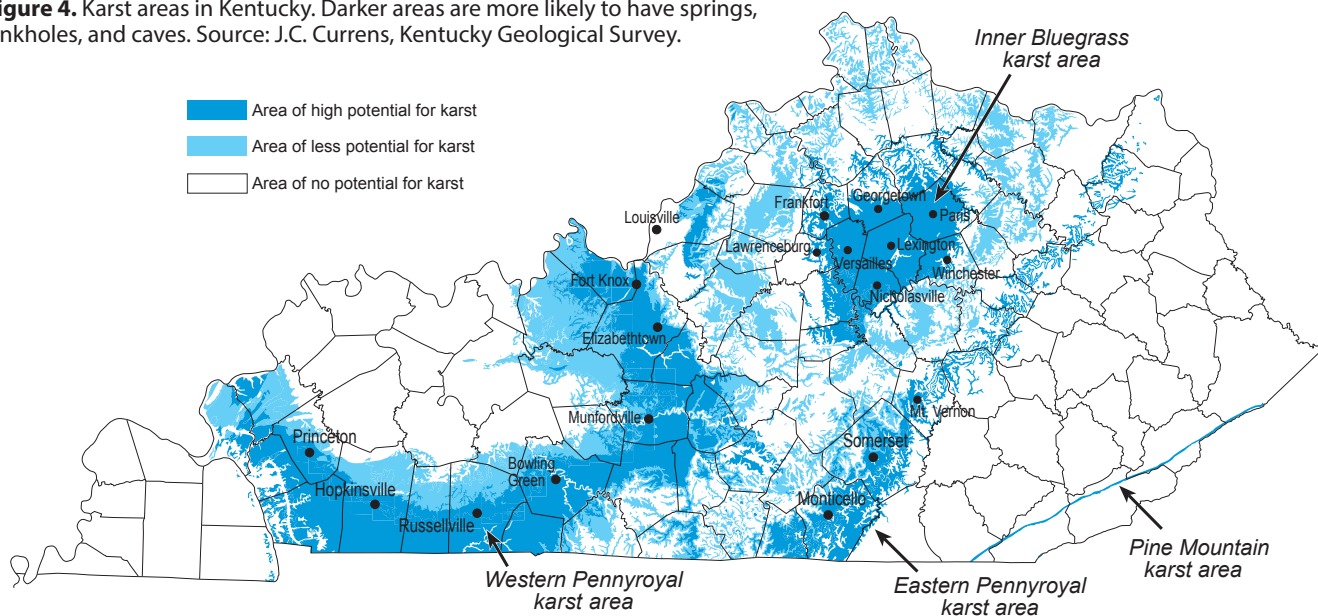 igure 4. Karst areas in Kentucky. Darker areas are more likely to have springs,
nkholes, and caves. Source: J.C. Currens, Kentucky Geological Survey.
Inner Bluegrass
karst area
Area of high potential for karst
Area of less potential for karst
Area of no potential for karst
Louisville
Frankfort
Georgetown
Paris
Lawrenceburg
Lexington
Versailles
Winchester
Nicholasville
Fort Knox
Elizabethtown
Munfordville
Mt. Vernon
Princeton
Somerset
Bowling
Green
Hopkinsville
Monticello
Russellville
Western Pennyroyal
karst area
Eastern Pennyroyal
karst area
Pine Mountain
karst area